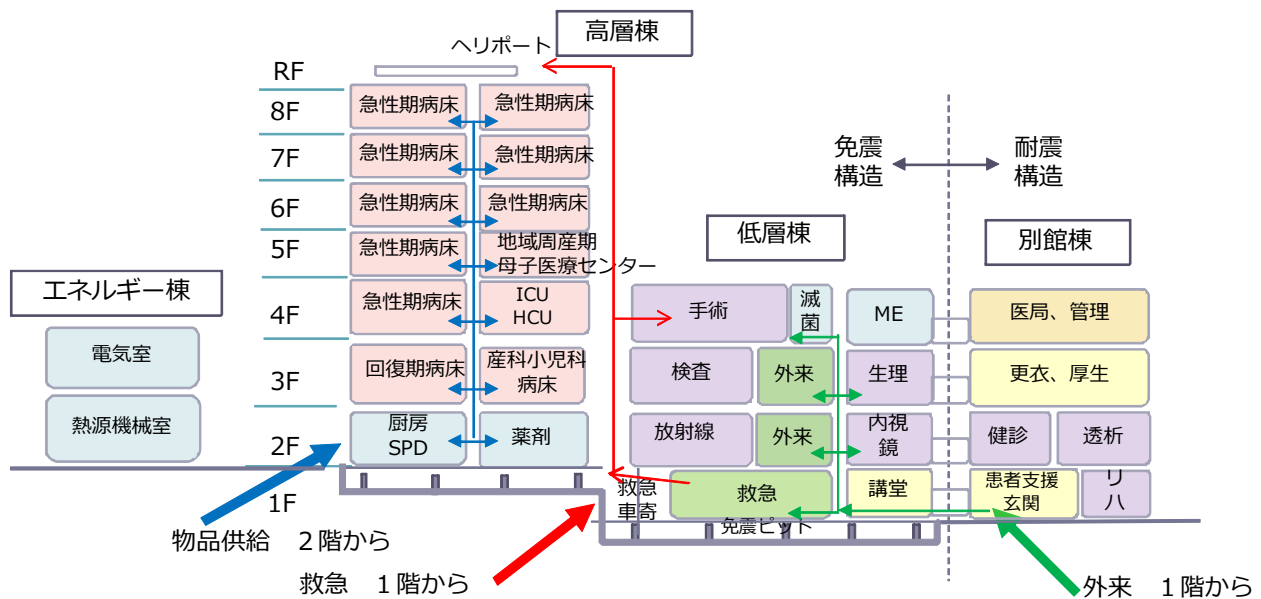 高層棟
ヘリポート
RF
8F
急性期病床
急性期病床
7F
急性期病床
急性期病床
6F
急性期病床
急性期病床
5F
急性期病床
地域周産期
母子医療センター
4F
急性期病床
ICU
HCU
3F
回復期病床
産科小児科
病床
2F
厨房
SPD
薬剤
1F
エネルギー棟
電気室
熱源機械室
免震
構造
耐震
構造
低層棟
別館棟
手術
滅
菌
ME
医局、管理
検査
外来
生理
更衣、厚生
放射線
外来
内視
鏡
健診
透析
救急
車寄
救急
講堂
患者支援
玄関
リ
ハ
免震ピット
物品供給　２階から
救急　１階から
外来　１階から